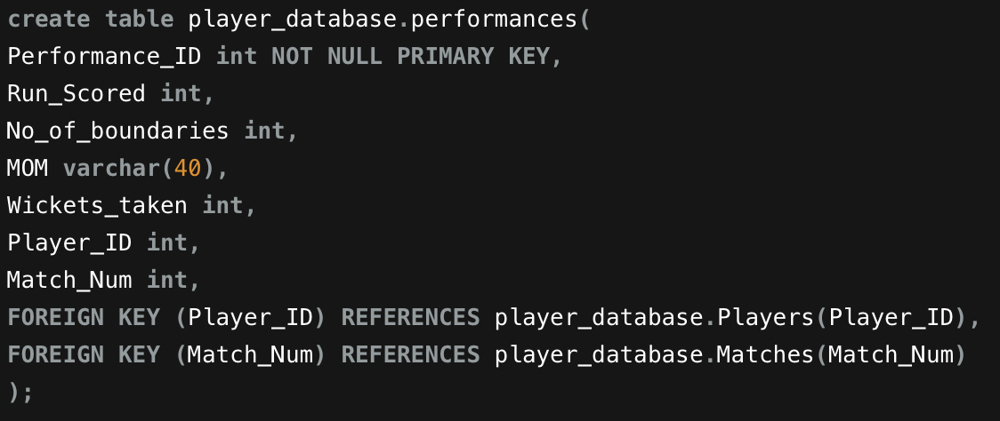 create table player_database.performances(
Performance_ID int NOT NULL PRIMARY KEY,
Run_Scored int,
No_of_boundaries int,
MOM varchar(40),
Wickets_taken int,
Player_ID int,
Match_Num int,
FOREIGN KEY (Player_ID) REFERENCES player_database.Players(Player_ID),
FOREIGN KEY (Match_Num) REFERENCES player_database.Matches(Match_Num)
);